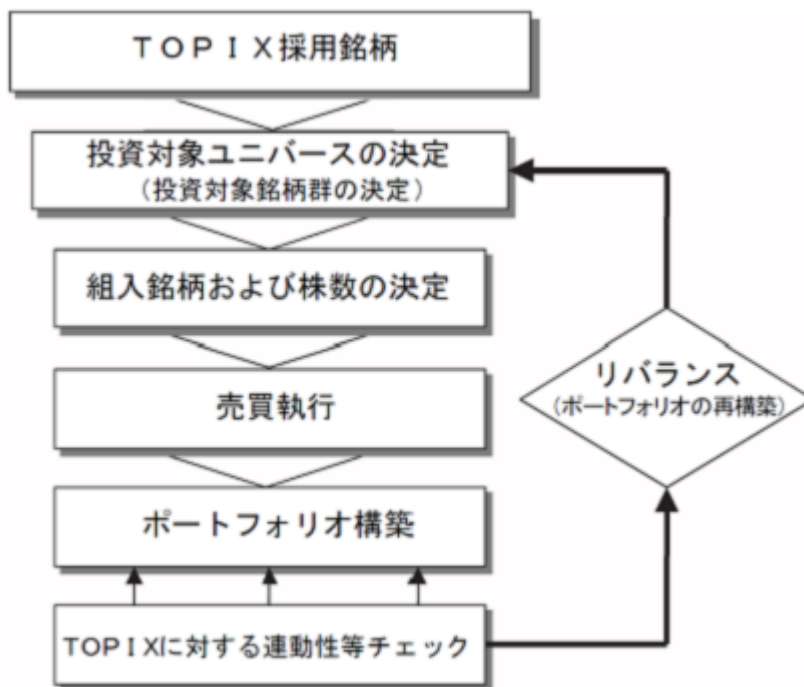 TOPIX採用銘柄
投資対象ユニバースの決定
（投資対象銘柄群の決定）
組入銘柄および株数の決定
売買執行
ポートフォリオ構築
TOPIXに対する連動性等チェック
リバランス
（ポートフォリオの再構築）